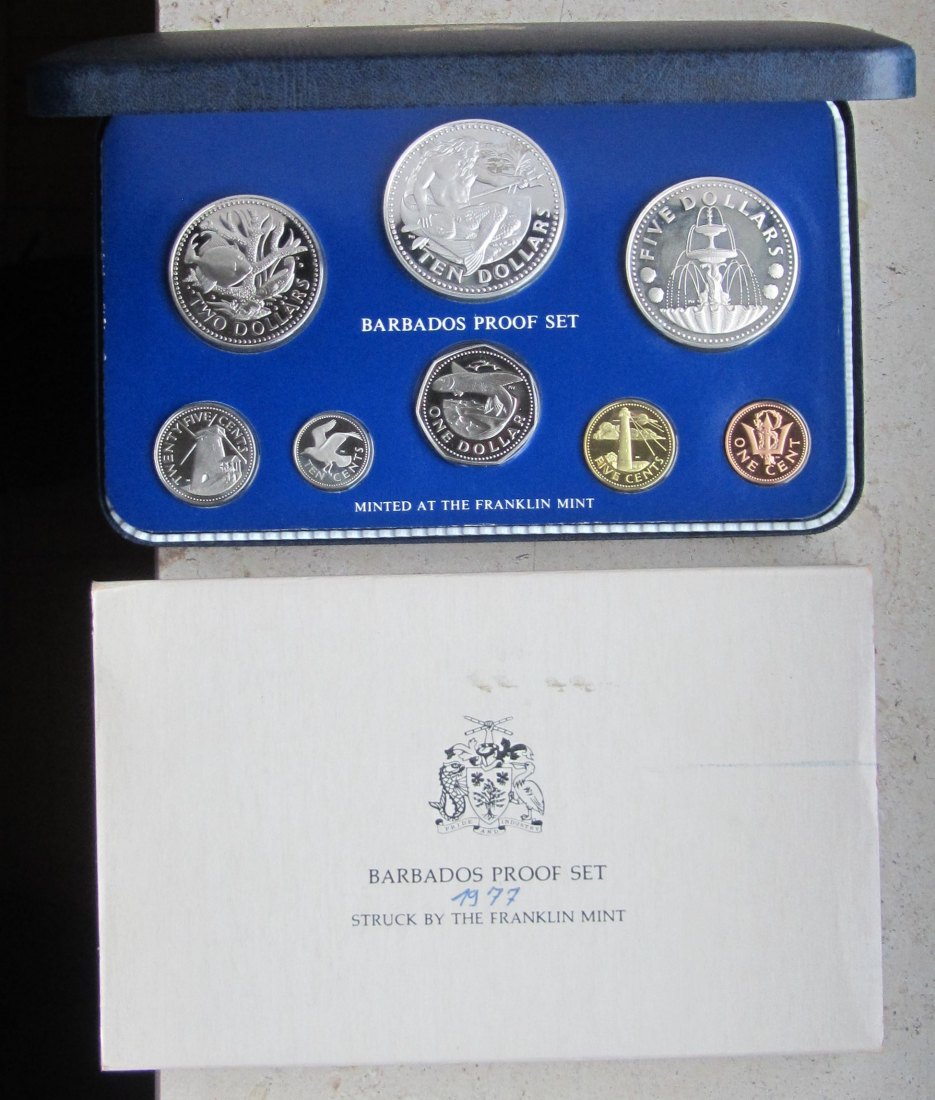 TEN DOLLARS
TWO DOLLARS
FIVE DOLLARS
BARBADOS PROOF SET
TWENTY FIVE CENTS
TEN CENTS
ONE DOLLAR
FIVE CENTS
ONE CENT
MINTED AT THE FRANKLIN MINT
PRIDE AND INDUSTRY
BARBADOS PROOF SET
1977
STRUCK BY THE FRANKLIN MINT